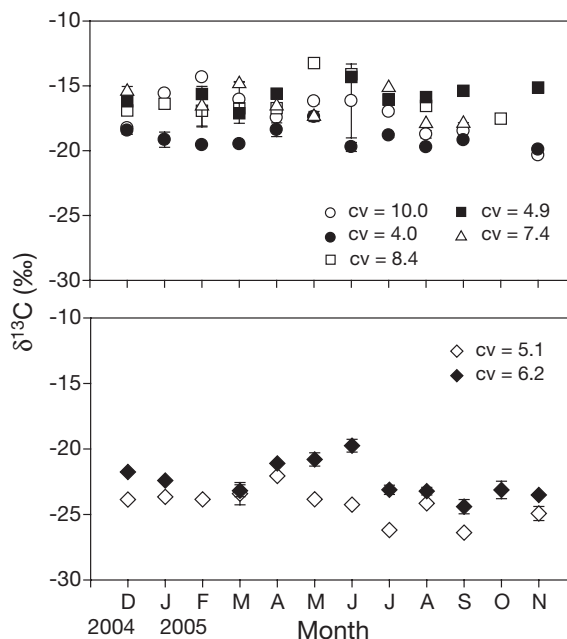 -10
-15
-20
-25
-30
○ cv = 10.0
● cv = 4.0
□ cv = 8.4
■ cv = 4.9
△ cv = 7.4
δ13C (‰)
-10
-15
-20
-25
-30
◇ cv = 5.1
◆ cv = 6.2
D J F M A M J J A S O N
2004 2005 Month